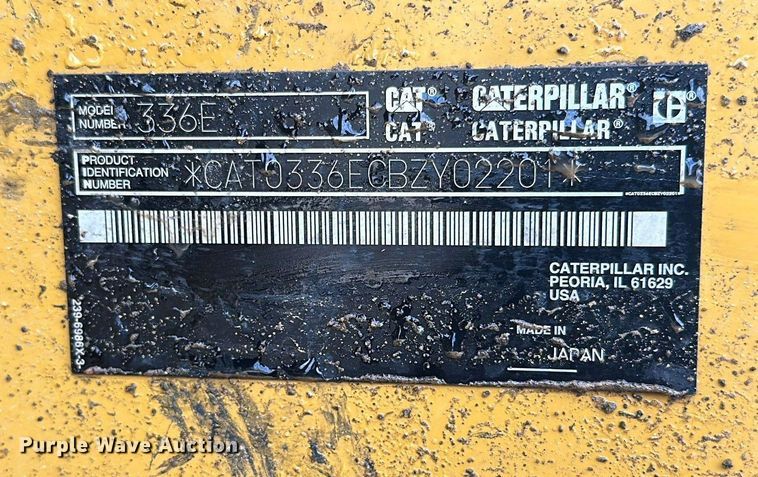 MODEL
NUMBER 336E
CAT® CATERPILLAR®
CAT® CATERPILLAR®
PRODUCT
IDENTIFICATION
NUMBER
*CAT0336ECBZY02201*
*CAT0336ECBZY02201*
CATERPILLAR INC.
PEORIA, IL 61629
USA
MADE IN
JAPAN
239-6986X-3
Purple Wave Auction